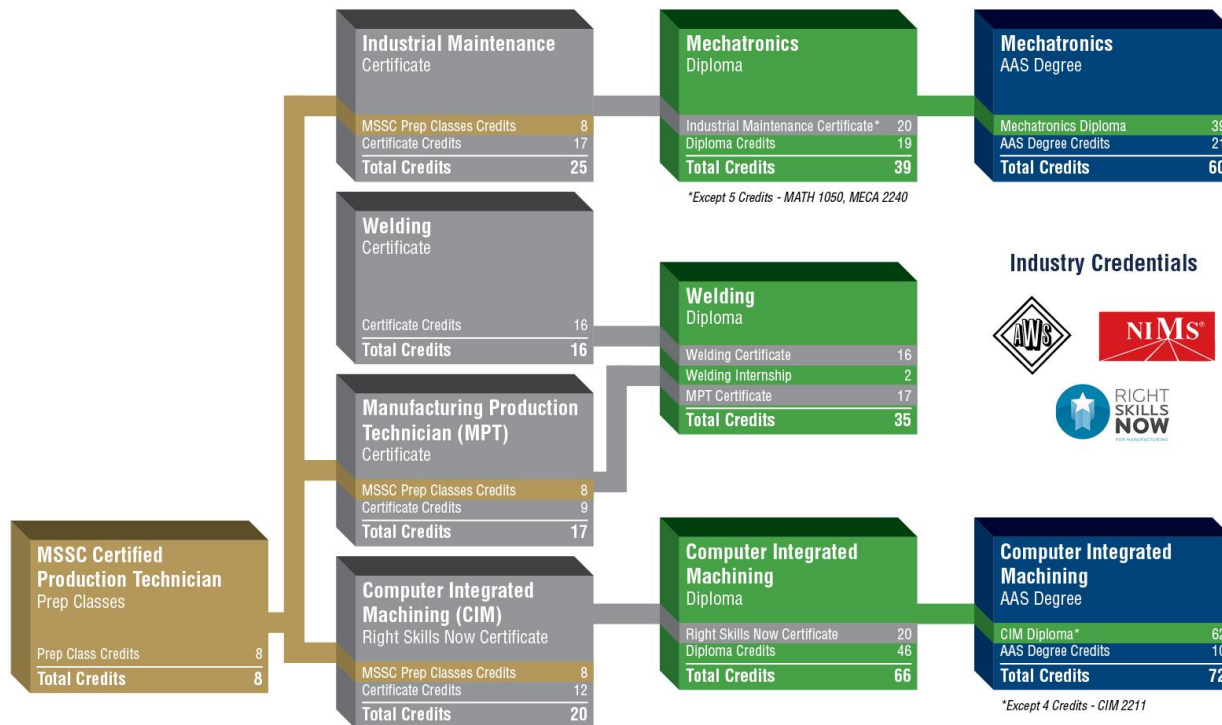 Industrial Maintenance
Certificate
MSSC Prep Classes Credits 8
Certificate Credits 17
Total Credits 25
Mechatronics
Diploma
Industrial Maintenance Certificate* 20
Diploma Credits 19
Total Credits 39
*Except 5 Credits - MATH 1050, MECA 2240
Mechatronics
AAS Degree
Mechatronics Diploma 39
AAS Degree Credits 21
Total Credits 60
Welding
Certificate
Certificate Credits 16
Total Credits 16
Welding
Diploma
Welding Certificate 16
Welding Internship 2
MPT Certificate 17
Total Credits 35
Industry Credentials
AWS
NIMS®
RIGHT
SKILLS
NOW
FOR MANUFACTURING
Manufacturing Production
Technician (MPT)
Certificate
MSSC Prep Classes Credits 8
Certificate Credits 9
Total Credits 17
MSSC Certified
Production Technician
Prep Classes
Prep Class Credits 8
Total Credits 8
Computer Integrated
Machining (CIM)
Right Skills Now Certificate
MSSC Prep Classes Credits 8
Certificate Credits 12
Total Credits 20
Computer Integrated
Machining
Diploma
Right Skills Now Certificate 20
Diploma Credits 46
Total Credits 66
Computer Integrated
Machining
AAS Degree
CIM Diploma* 62
AAS Degree Credits 10
Total Credits 72
*Except 4 Credits - CIM 2211